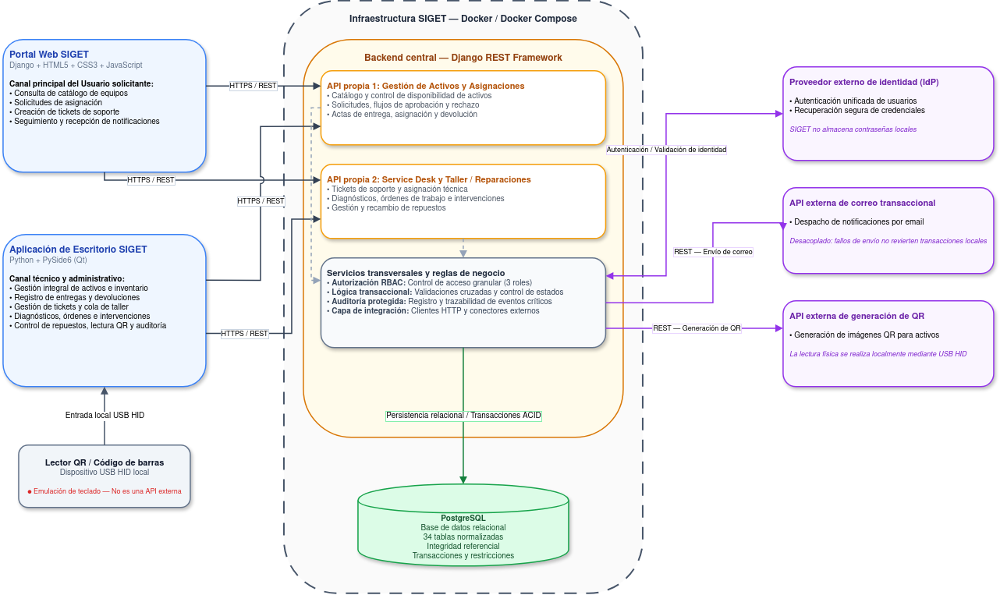 Infraestructura SIGET — Docker / Docker Compose
Portal Web SIGET
Django + HTML5 + CSS3 + JavaScript
Canal principal del Usuario solicitante:
• Consulta de catálogo de equipos
• Solicitudes de asignación
• Creación de tickets de soporte
• Seguimiento y recepción de notificaciones
HTTPS / REST
HTTPS / REST
HTTPS / REST
HTTPS / REST
Aplicación de Escritorio SIGET
Python + PySide6 (Qt)
Canal técnico y administrativo:
• Gestión integral de activos e inventario
• Registro de entregas y devoluciones
• Gestión de tickets y cola de taller
• Diagnósticos, órdenes e intervenciones
• Control de repuestos, lectura QR y auditoría
Entrada local USB HID
Lector QR / Código de barras
Dispositivo USB HID local
● Emulación de teclado — No es una API externa
Backend central — Django REST Framework
API propia 1: Gestión de Activos y Asignaciones
• Catálogo y control de disponibilidad de activos
• Solicitudes, flujos de aprobación y rechazo
• Actas de entrega, asignación y devolución
API propia 2: Service Desk y Taller / Reparaciones
• Tickets de soporte y asignación técnica
• Diagnósticos, órdenes de trabajo e intervenciones
• Gestión y recambio de repuestos
Servicios transversales y reglas de negocio
• Autorización RBAC: Control de acceso granular (3 roles)
• Lógica transaccional: Validaciones cruzadas y control de estados
• Auditoría protegida: Registro y trazabilidad de eventos críticos
• Capa de integración: Clientes HTTP y conectores externos
Persistencia relacional / Transacciones ACID
PostgreSQL
Base de datos relacional
34 tablas normalizadas
Integridad referencial
Transacciones y restricciones
Autenticación / Validación de identidad
REST — Envío de correo
REST — Generación de QR
Proveedor externo de identidad (IdP)
• Autenticación unificada de usuarios
• Recuperación segura de credenciales
SIGET no almacena contraseñas locales
API externa de correo transaccional
• Despacho de notificaciones por email
Desacoplado: fallos de envío no revierten transacciones locales
API externa de generación de QR
• Generación de imágenes QR para activos
La lectura física se realiza localmente mediante USB HID